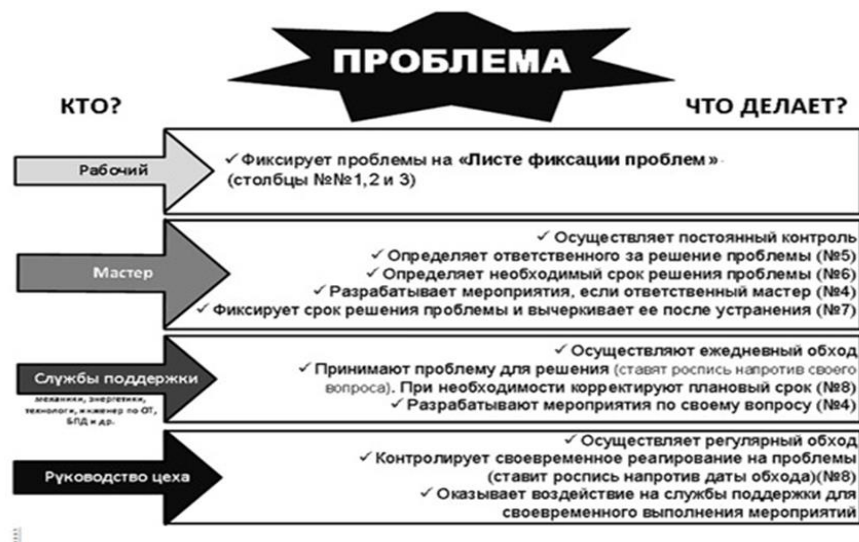 ПРОБЛЕМА
КТО?
ЧТО ДЕЛАЕТ?
Рабочий
✓ Фиксирует проблемы на «Листе фиксации проблем»
(столбцы №№1,2 и 3)
Мастер
✓ Осуществляет постоянный контроль
✓ Определяет ответственного за решение проблемы (№5)
✓ Определяет необходимый срок решения проблемы (№6)
✓ Разрабатывает мероприятия, если ответственный мастер (№4)
✓ Фиксирует срок решения проблемы и вычеркивает ее после устранения (№7)
Службы поддержки
механики, энергетики,
технологи, инженер по ОТ,
БПД и др.
✓ Осуществляют ежедневный обход
✓ Принимают проблему для решения (ставят роспись напротив своего
вопроса). При необходимости корректируют плановый срок (№8)
✓ Разрабатывают мероприятия по своему вопросу (№4)
Руководство цеха
✓ Осуществляет регулярный обход
✓ Контролирует своевременное реагирование на проблемы
(ставит роспись напротив даты обхода)(№8)
✓ Оказывает воздействие на службы поддержки для
своевременного выполнения мероприятий